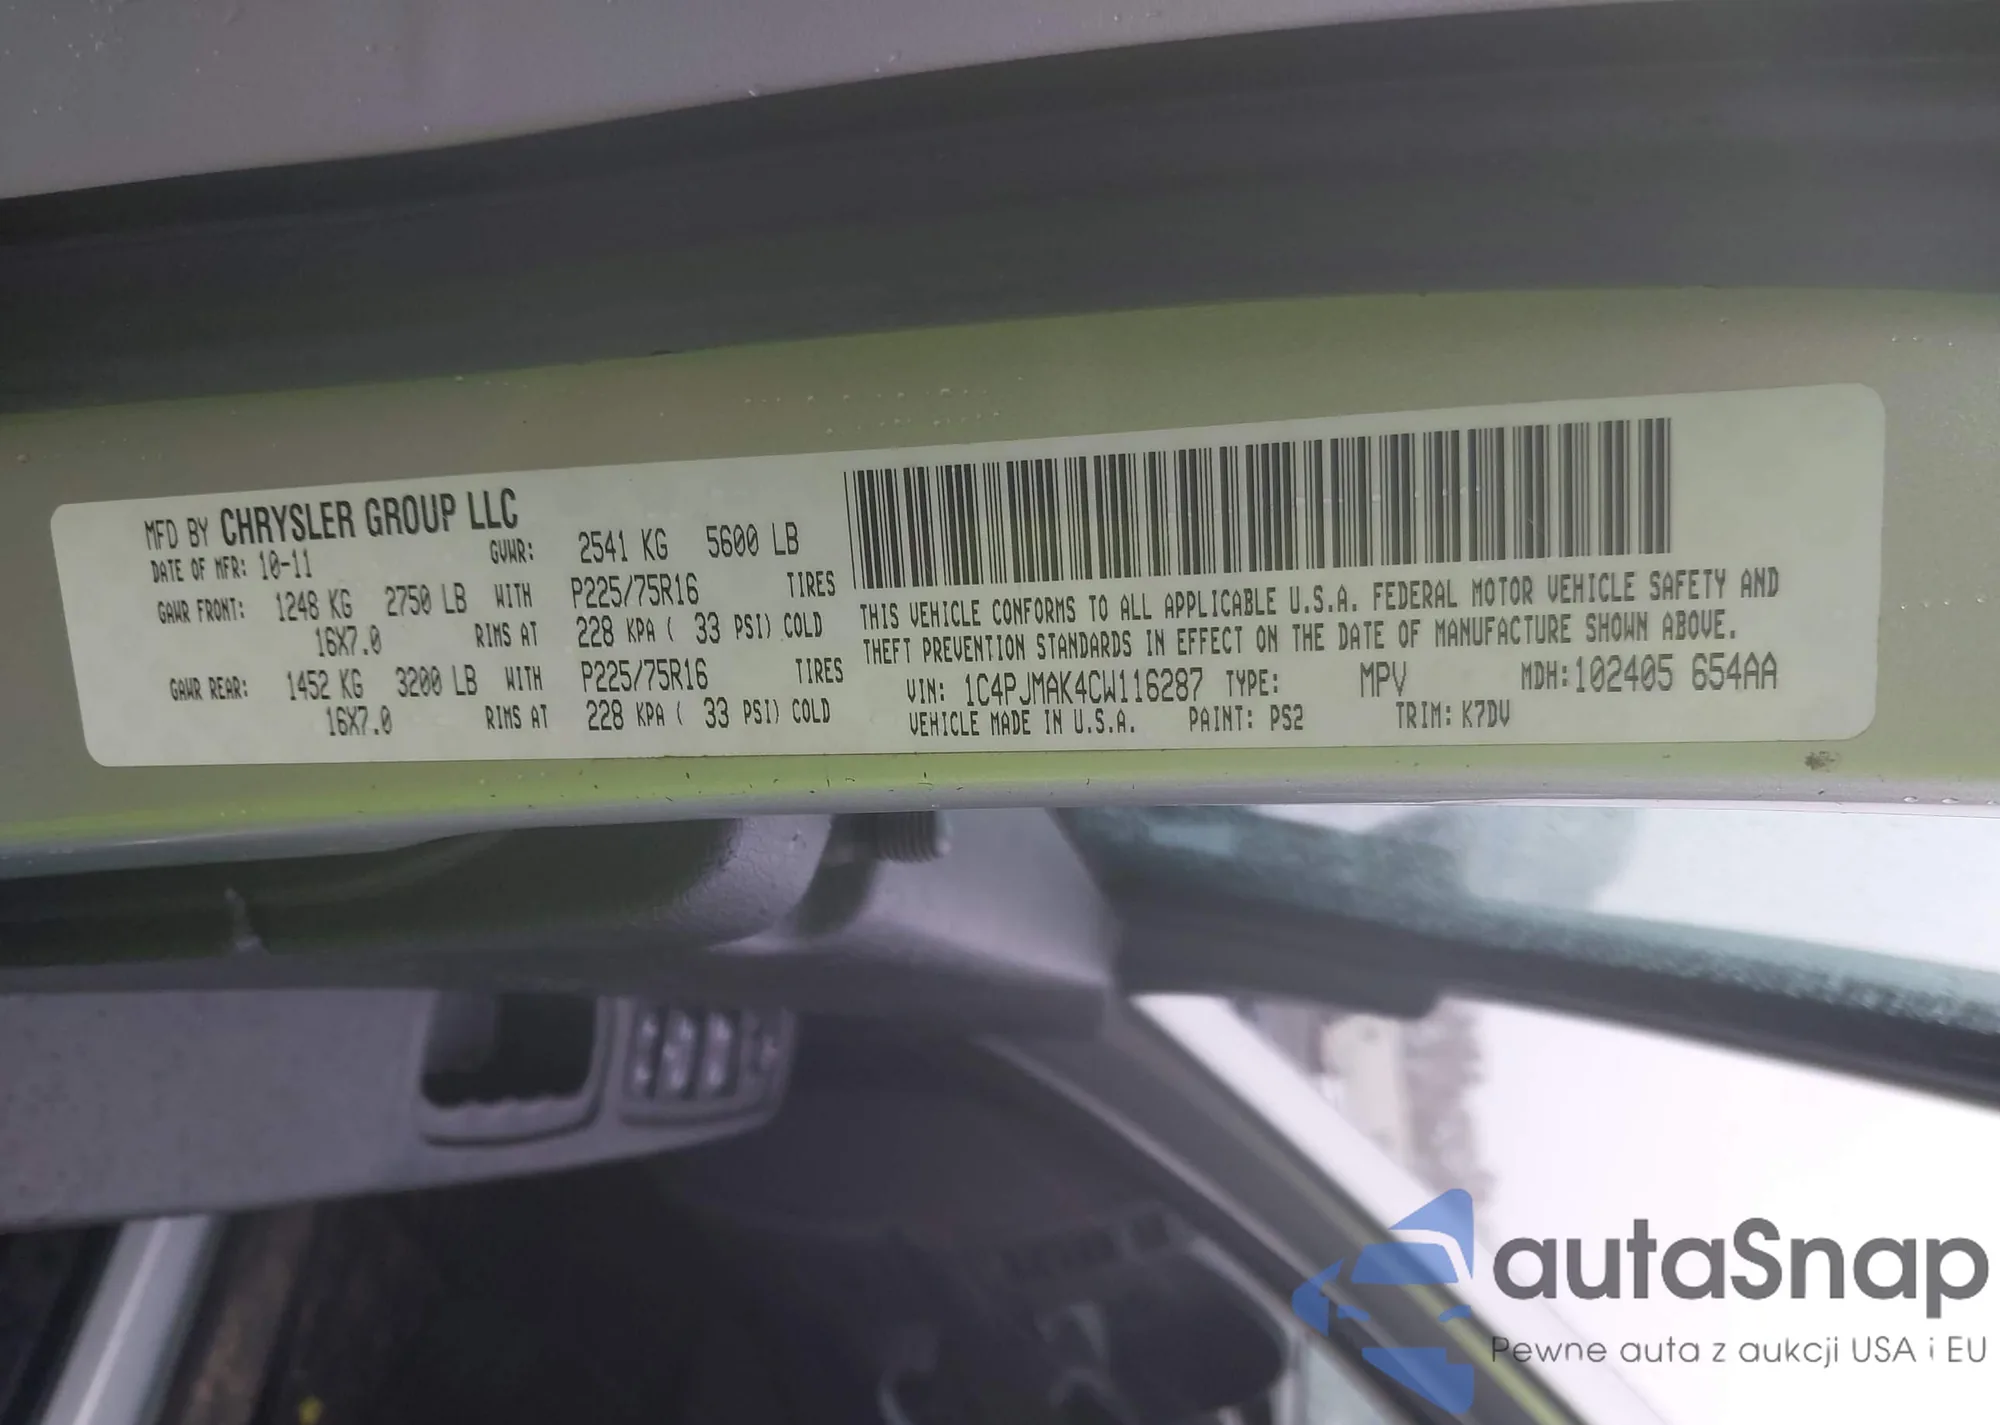 MFD BY CHRYSLER GROUP LLC
DATE OF MFR: 10-11 GVWR: 2541 KG 5600 LB
GAWR FRONT: 1248 KG 2750 LB WITH P225/75R16 TIRES
16X7.0 RIMS AT 228 KPA ( 33 PSI) COLD
GAWR REAR: 1452 KG 3200 LB WITH P225/75R16 TIRES
16X7.0 RIMS AT 228 KPA ( 33 PSI) COLD
THIS VEHICLE CONFORMS TO ALL APPLICABLE U.S.A. FEDERAL MOTOR VEHICLE SAFETY AND
THEFT PREVENTION STANDARDS IN EFFECT ON THE DATE OF MANUFACTURE SHOWN ABOVE.
VIN: 1C4PJMAK4CW116287 TYPE: MPV MDH:102405 654AA
VEHICLE MADE IN U.S.A. PAINT: PS2 TRIM: K7DV
autaSnap
Pewne auta z aukcji USA i EU